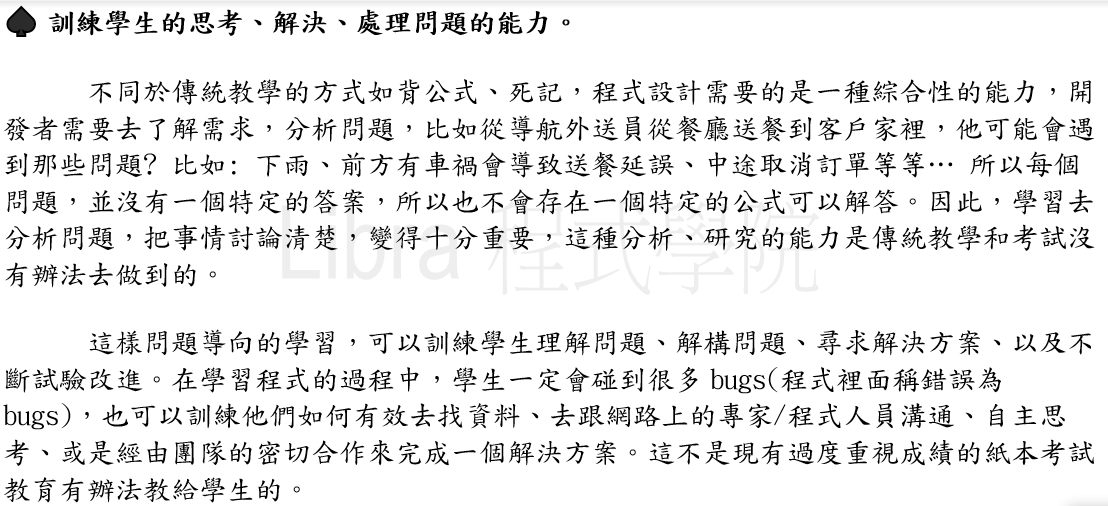 ♠ 訓練學生的思考、解決、處理問題的能力。
不同於傳統教學的方式如背公式、死記，程式設計需要的是一種綜合性的能力，開
發者需要去了解需求，分析問題，比如從導航外送員從餐廳送餐到客戶家裡，他可能會遇
到那些問題? 比如: 下雨、前方有車禍會導致送餐延誤、中途取消訂單等等… 所以每個
問題，並沒有一個特定的答案，所以也不會存在一個特定的公式可以解答。因此，學習去
分析問題，把事情討論清楚，變得十分重要，這種分析、研究的能力是傳統教學和考試沒
有辦法去做到的。
Libra 程式學院
這樣問題導向的學習，可以訓練學生理解問題、解構問題、尋求解決方案、以及不
斷試驗改進。在學習程式的過程中，學生一定會碰到很多 bugs(程式裡面稱錯誤為
bugs)，也可以訓練他們如何有效去找資料、去跟網路上的專家/程式人員溝通、自主思
考、或是經由團隊的密切合作來完成一個解決方案。這不是現有過度重視成績的紙本考試
教育有辦法教給學生的。